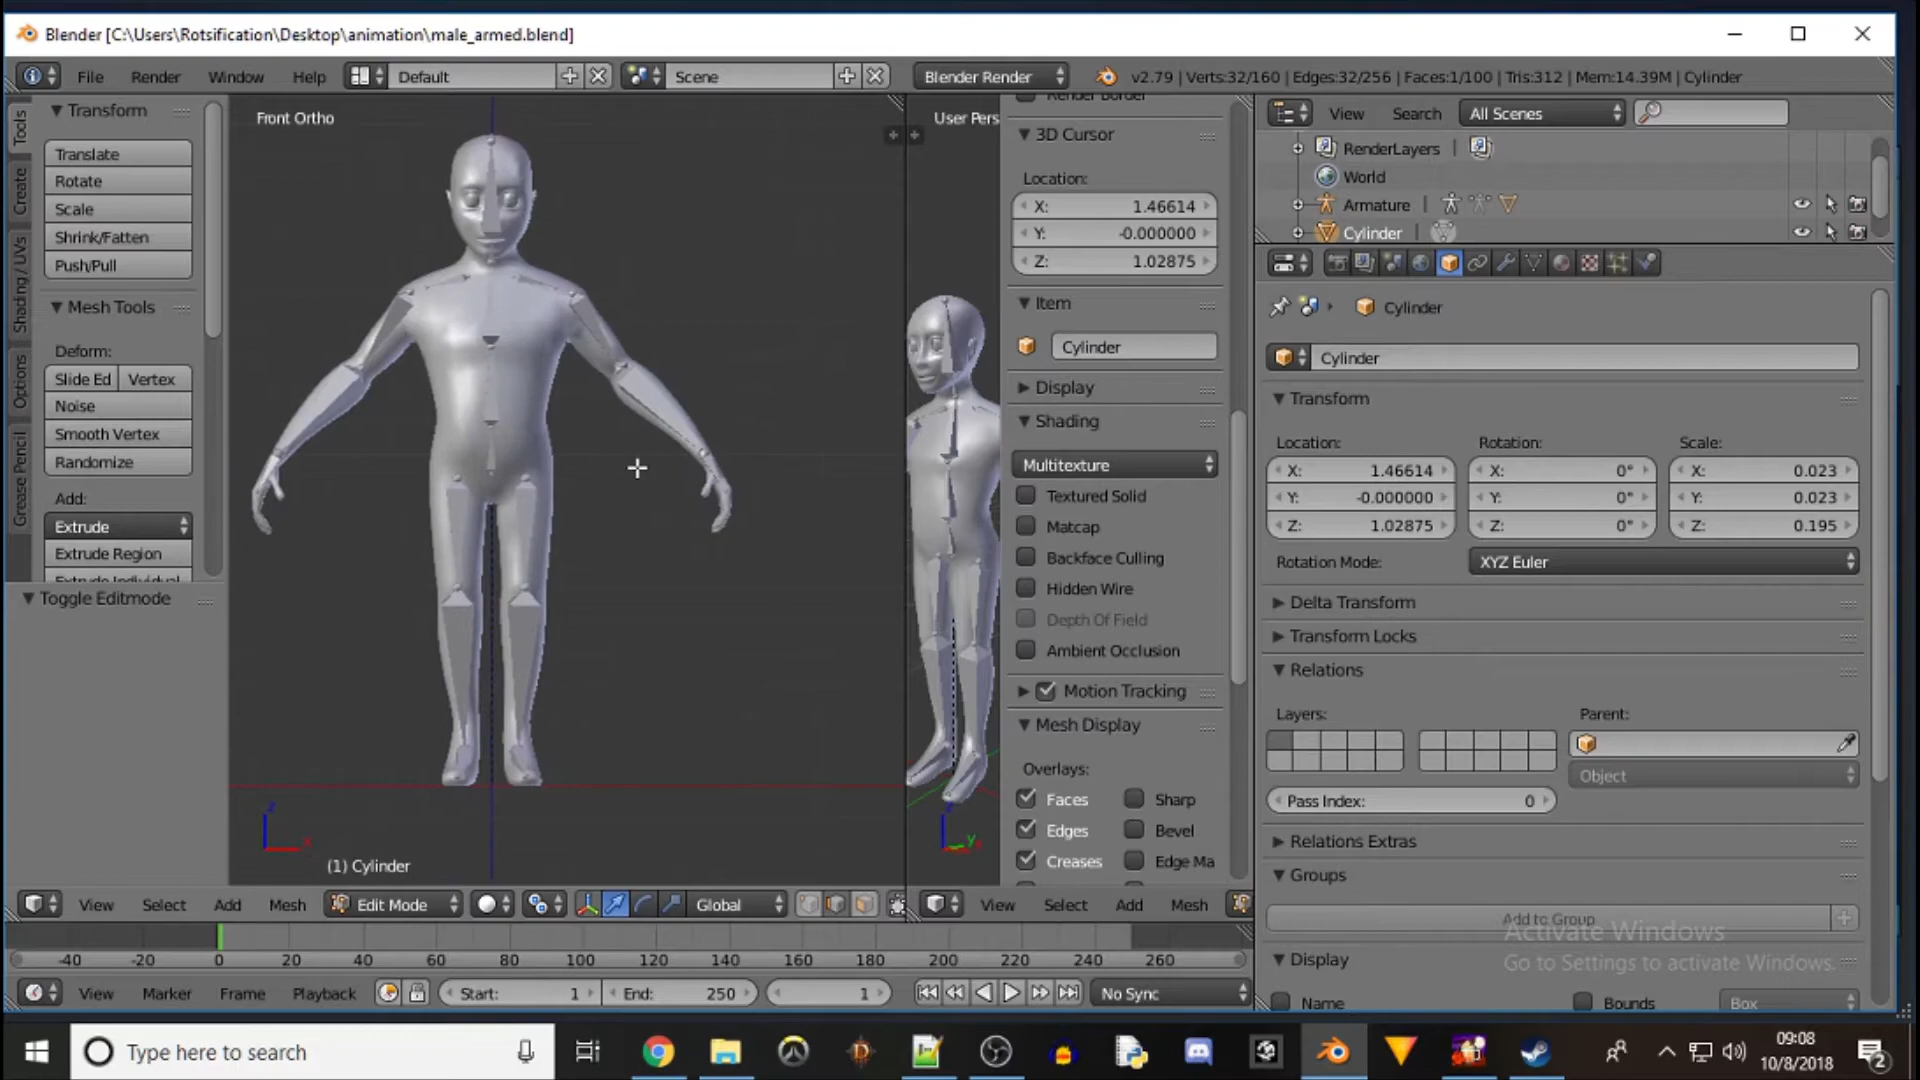 Blender [C:\Users\Rotsification\Desktop\animation\male_armed.blend]
File Render Window Help Default Scene Blender Render v2.79 | Verts:32/160 | Edges:32/256 | Faces:1/100 | Tris:312 | Mem:14.39M | Cylinder
Tools
Create
Shading / UVs
Options
Grease Pencil
Transform
Translate
Rotate
Scale
Shrink/Fatten
Push/Pull
Mesh Tools
Deform:
Slide Ed Vertex
Noise
Smooth Vertex
Randomize
Add:
Extrude
Extrude Region
Extrude Individual
Toggle Editmode
Front Ortho
(1) Cylinder
User Pers
Render Border
3D Cursor
Location:
X: 1.46614
Y: -0.000000
Z: 1.02875
Item
Cylinder
Display
Shading
Multitexture
Textured Solid
Matcap
Backface Culling
Hidden Wire
Depth Of Field
Ambient Occlusion
Motion Tracking
Mesh Display
Overlays:
Faces Sharp
Edges Bevel
Creases Edge Ma
View Search All Scenes
RenderLayers
World
Armature
Cylinder
Cylinder
Cylinder
Transform
Location: Rotation: Scale:
X: 1.46614 X: 0° X: 0.023
Y: -0.000000 Y: 0° Y: 0.023
Z: 1.02875 Z: 0° Z: 0.195
Rotation Mode: XYZ Euler
Delta Transform
Transform Locks
Relations
Layers: Parent:
Object
Pass Index: 0
Relations Extras
Groups
Add to Group
Activate Windows
Go to Settings to activate Windows.
Display
Name Bounds Box
View Select Add Mesh Edit Mode Global View Select Add Mesh
-40 -20 0 20 40 60 80 100 120 140 160 180 200 220 240 260
View Marker Frame Playback Start: 1 End: 250 1 No Sync
Type here to search
09:08
10/8/2018
2
z
x
y